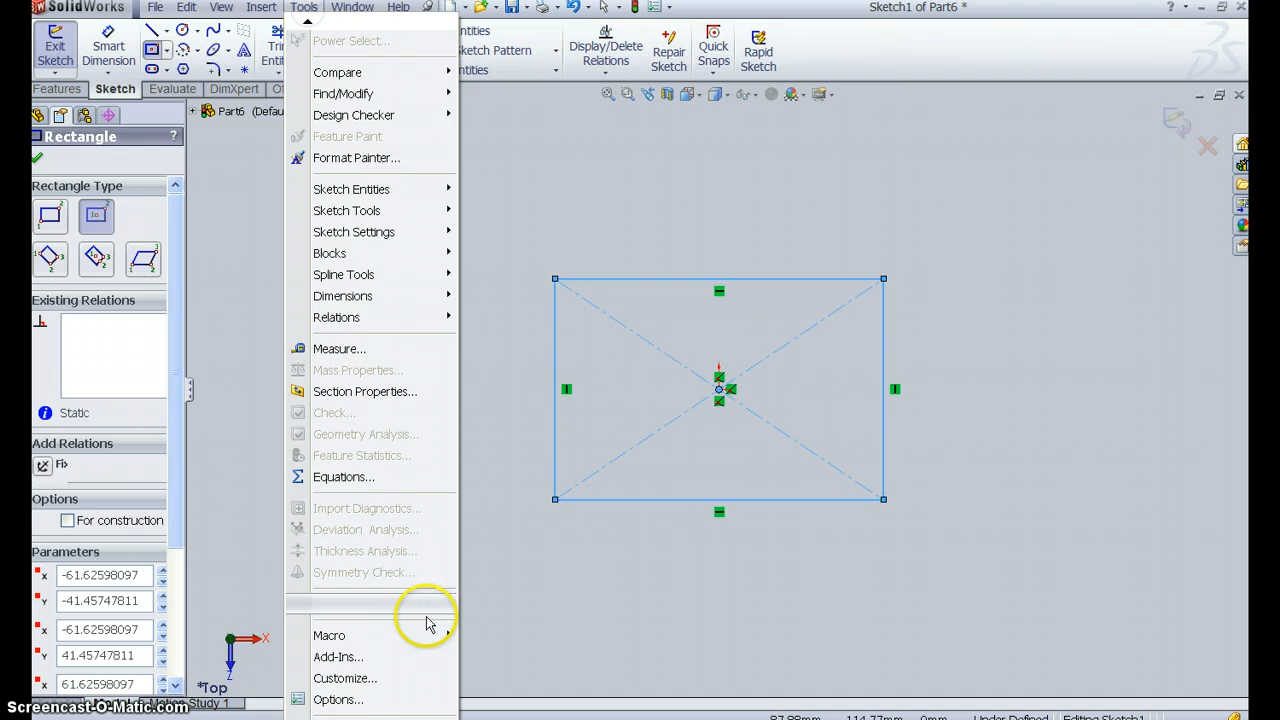 SolidWorks
File Edit View Insert Tools Window Help
Sketch1 of Part6 *
Exit Sketch
Smart Dimension
Entities
Sketch Pattern
Entities
Display/Delete Relations
Repair Sketch
Quick Snaps
Rapid Sketch
Features Sketch Evaluate DimXpert
Part6 (Defau
Rectangle ?
Rectangle Type
Existing Relations
Static
Add Relations
Fix
Options
For construction
Parameters
-61.62598097
-41.45747811
-61.62598097
41.45747811
61.62598097
Power Select...
Compare
Find/Modify
Design Checker
Feature Paint
Format Painter...
Sketch Entities
Sketch Tools
Sketch Settings
Blocks
Spline Tools
Dimensions
Relations
Measure...
Mass Properties...
Section Properties...
Check...
Geometry Analysis...
Feature Statistics...
Equations...
Import Diagnostics...
Deviation Analysis...
Thickness Analysis...
Symmetry Check...
Macro
Add-Ins...
Customize...
Options...
X
Z
*Top
Motion Study 1
87.88mm 114.77mm 0mm Under Defined Editing Sketch1
Screencast-O-Matic.com